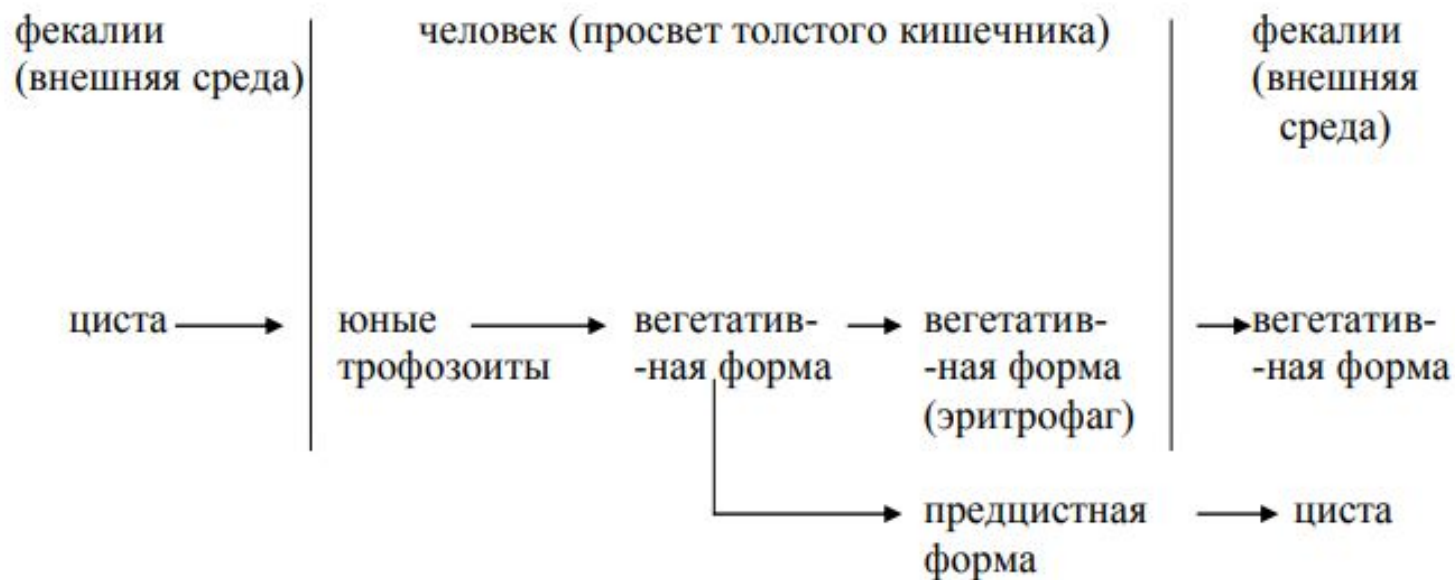 фекалии
(внешняя среда)
человек (просвет толстого кишечника)
фекалии
(внешняя
среда)
циста
юные
трофозоиты
вегетатив-
-ная форма
вегетатив-
-ная форма
(эритрофаг)
вегетатив-
-ная форма
предцистная
форма
циста